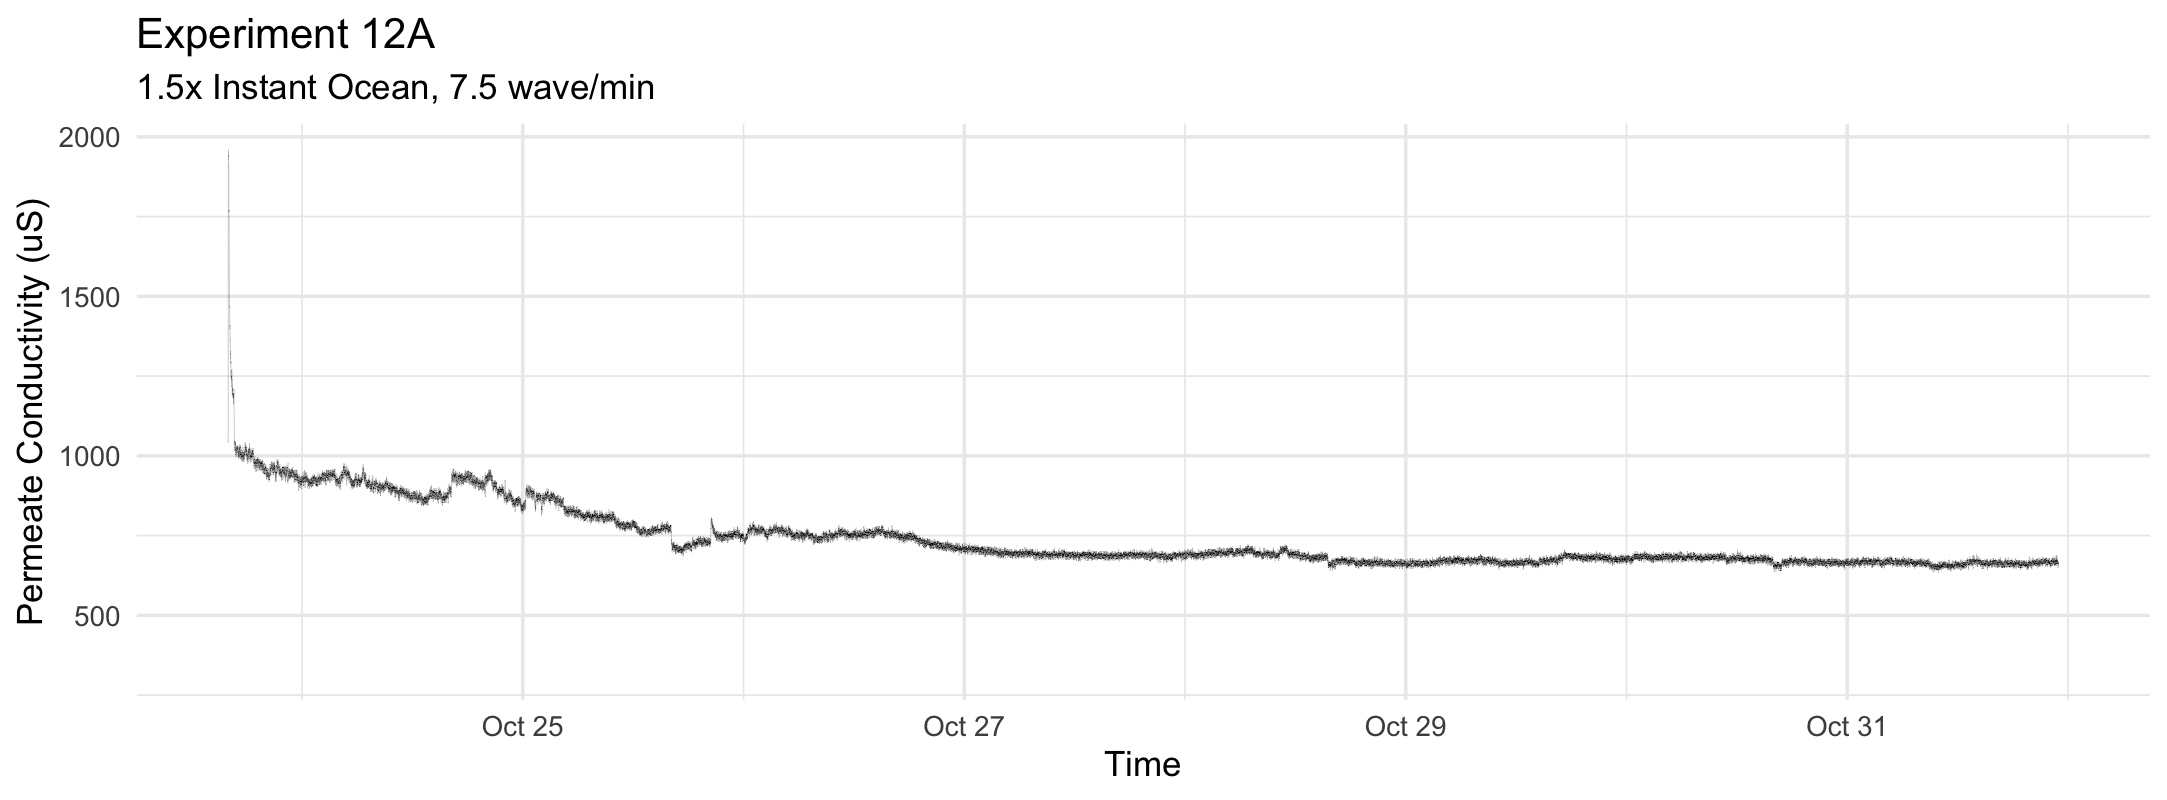 Experiment 12A
1.5x Instant Ocean, 7.5 wave/min
Permeate Conductivity (uS)
2000
1500
1000
500
Oct 25 Oct 27 Oct 29 Oct 31
Time